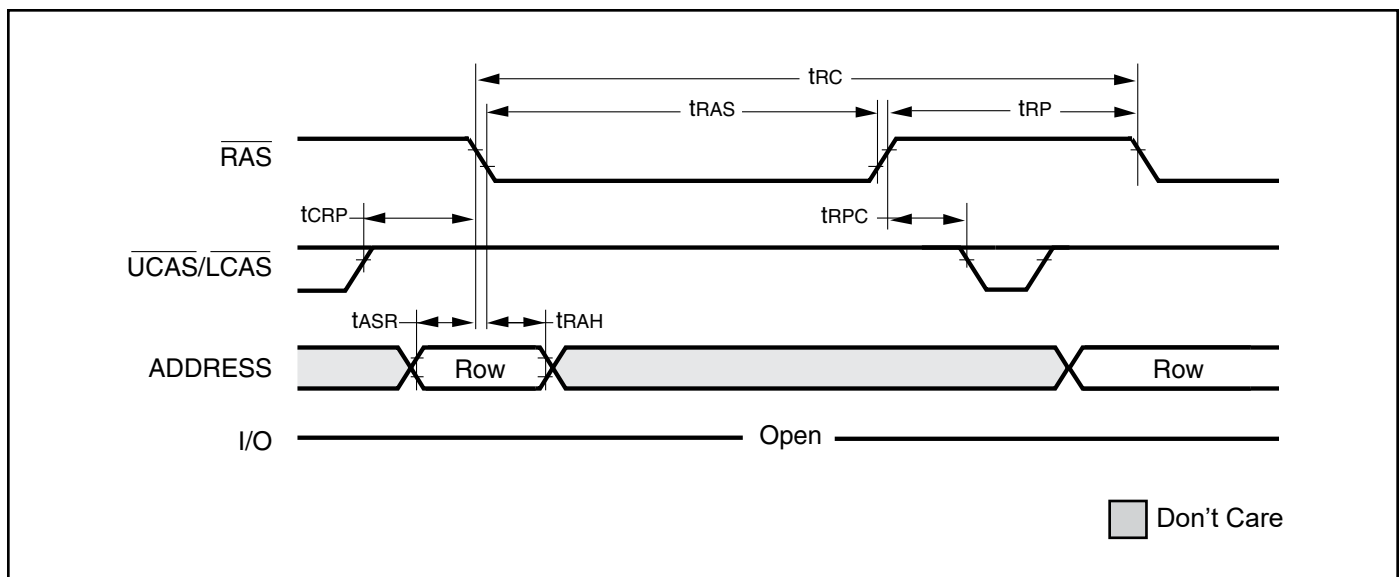 tRC
tRAS
tRP
RAS
tCRP
tRPC
UCAS/LCAS
tASR
tRAH
ADDRESS
Row
Row
I/O
Open
Don't Care